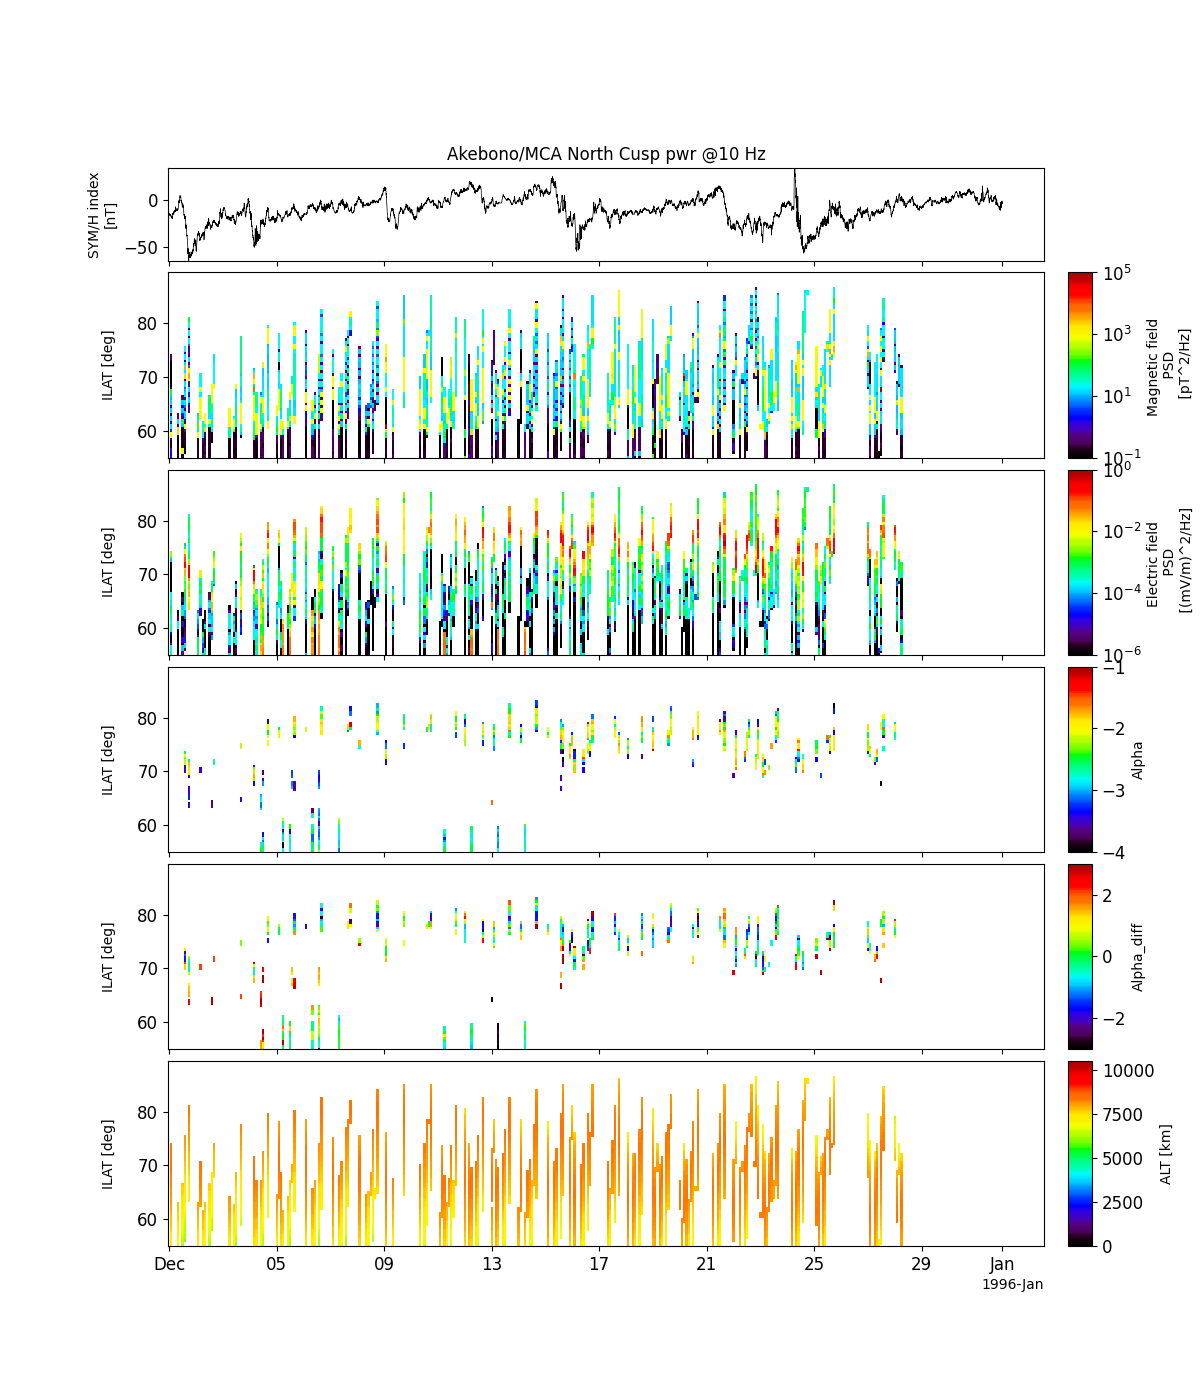 Akebono/MCA North Cusp pwr @10 Hz
SYM/H index
[nT]
0
−50
ILAT [deg]
80
70
60
10^5
10^3
10^1
10^-1
Magnetic field
PSD
[pT^2/Hz]
ILAT [deg]
80
70
60
10^0
10^-2
10^-4
10^-6
Electric field
PSD
[(mV/m)^2/Hz]
ILAT [deg]
80
70
60
−1
−2
−3
−4
Alpha
ILAT [deg]
80
70
60
2
0
−2
Alpha_diff
ILAT [deg]
80
70
60
10000
7500
5000
2500
0
ALT [km]
Dec 05 09 13 17 21 25 29 Jan
1996-Jan